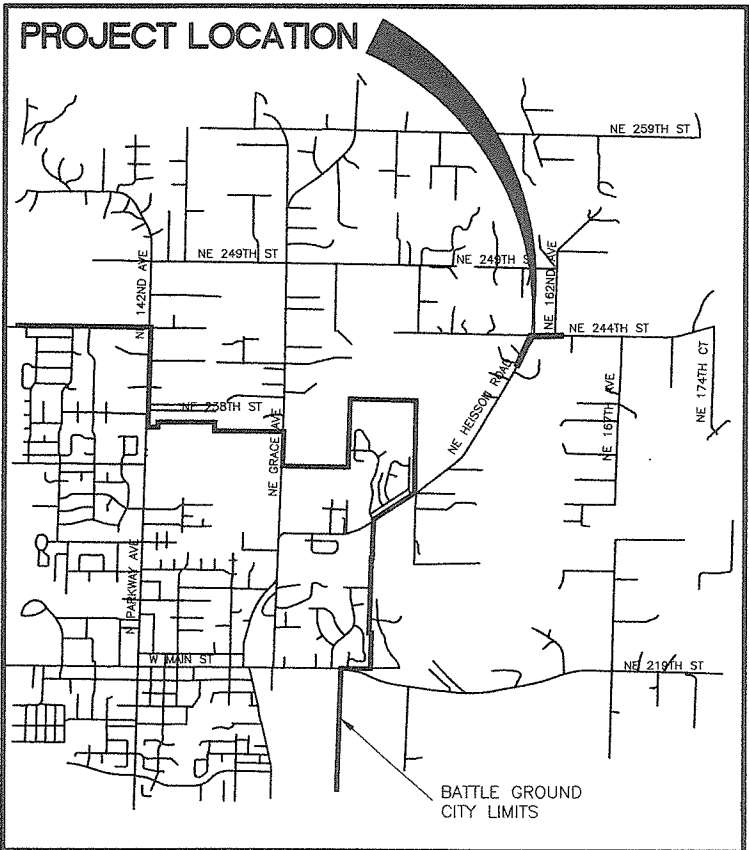 PROJECT LOCATION
NE 259TH ST
NE 249TH ST
NE 249TH ST
NE 142ND AVE
NE 162ND AVE
NE 244TH ST
NE 174TH CT
NE HEISSON ROAD
NE 167TH AVE
NE 238TH ST
NE GRACE AVE
N PARKWAY AVE
W MAIN ST
NE 219TH ST
BATTLE GROUND
CITY LIMITS